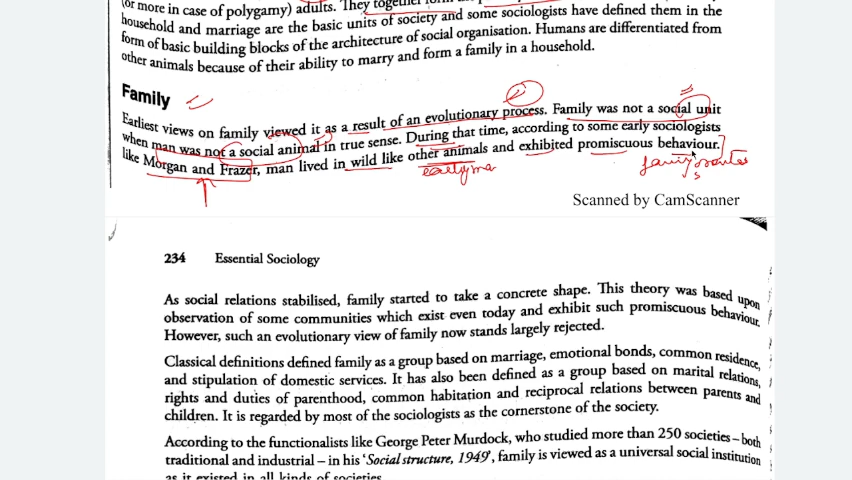 (or more in case of polygamy) adults. They together form
household and marriage are the basic units of society and some sociologists have defined them in the
form of basic building blocks of the architecture of social organisation. Humans are differentiated from
other animals because of their ability to marry and form a family in a household.
Family
Earliest views on family viewed it as a result of an evolutionary process. Family was not a social unit
when man was not a social animal in true sense. During that time, according to some early sociologists
like Morgan and Frazer, man lived in wild like other animals and exhibited promiscuous behaviour.
early man
family
Scanned by CamScanner
234 Essential Sociology
As social relations stabilised, family started to take a concrete shape. This theory was based upon
observation of some communities which exist even today and exhibit such promiscuous behaviour.
However, such an evolutionary view of family now stands largely rejected.
Classical definitions defined family as a group based on marriage, emotional bonds, common residence,
and stipulation of domestic services. It has also been defined as a group based on marital relations,
rights and duties of parenthood, common habitation and reciprocal relations between parents and
children. It is regarded by most of the sociologists as the cornerstone of the society.
According to the functionalists like George Peter Murdock, who studied more than 250 societies – both
traditional and industrial – in his 'Social structure, 1949', family is viewed as a universal social institution
as it existed in all kinds of societies.